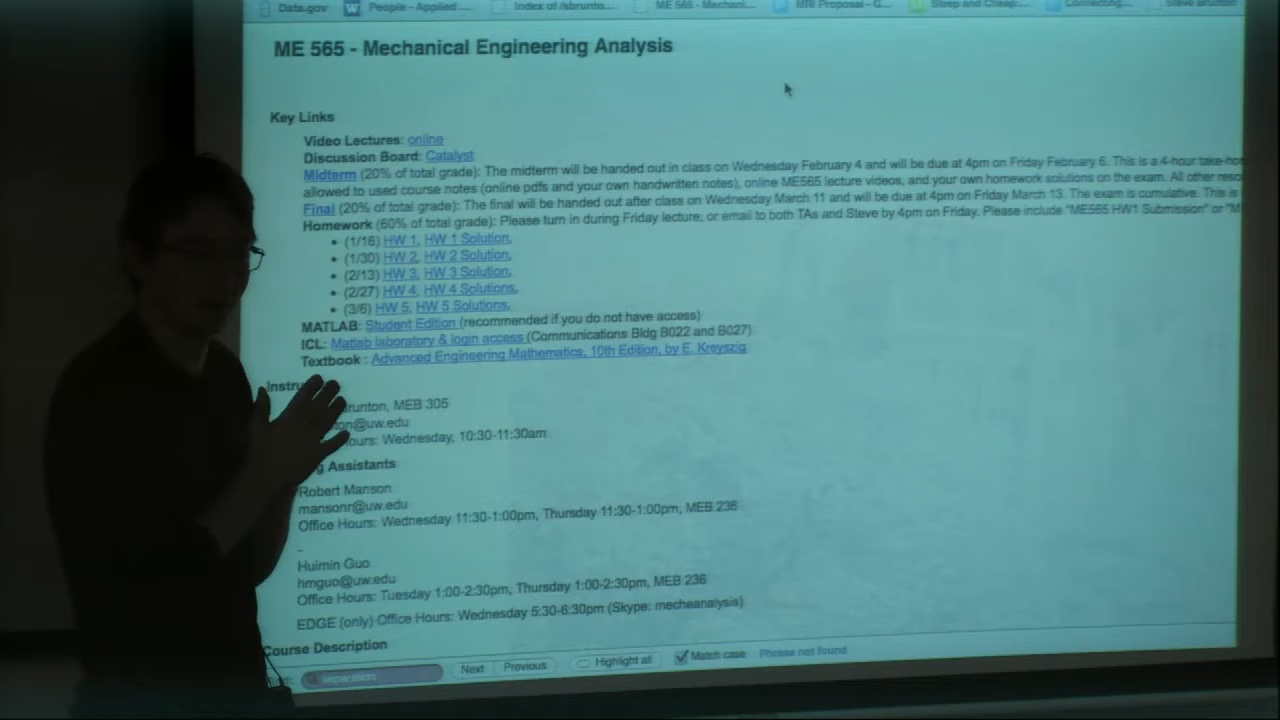 Data.gov People - Applied ... Index of /sbrunto... ME 565 - Mechani... MRI Proposal - G... Steep and Cheap:... Connecting... Steve Brunton
ME 565 - Mechanical Engineering Analysis
Key Links
Video Lectures: online
Discussion Board: Catalyst
Midterm (20% of total grade): The midterm will be handed out in class on Wednesday February 4 and will be due at 4pm on Friday February 6. This is a 4-hour take-hom
allowed to used course notes (online pdfs and your own handwritten notes), online ME565 lecture videos, and your own homework solutions on the exam. All other reso
Final (20% of total grade): The final will be handed out after class on Wednesday March 11 and will be due at 4pm on Friday March 13. The exam is cumulative. This is
Homework (60% of total grade): Please turn in during Friday lecture, or email to both TAs and Steve by 4pm on Friday. Please include "ME565 HW1 Submission" or "M
• (1/16) HW 1, HW 1 Solution,
• (1/30) HW 2, HW 2 Solution,
• (2/13) HW 3, HW 3 Solution,
• (2/27) HW 4, HW 4 Solutions,
• (3/6) HW 5, HW 5 Solutions,
MATLAB: Student Edition (recommended if you do not have access)
ICL: Matlab laboratory & login access (Communications Bldg B022 and B027)
Textbook : Advanced Engineering Mathematics, 10th Edition, by E. Kreyszig
Instru
runton, MEB 305
ton@uw.edu
ours: Wednesday, 10:30-11:30am
g Assistants
Robert Manson
mansonr@uw.edu
Office Hours: Wednesday 11:30-1:00pm, Thursday 11:30-1:00pm, MEB 236
-
Huimin Guo
hmguo@uw.edu
Office Hours: Tuesday 1:00-2:30pm, Thursday 1:00-2:30pm, MEB 236
EDGE (only) Office Hours: Wednesday 5:30-6:30pm (Skype: mecheanalysis)
Course Description
separation Next Previous Highlight all Match case Phrase not found